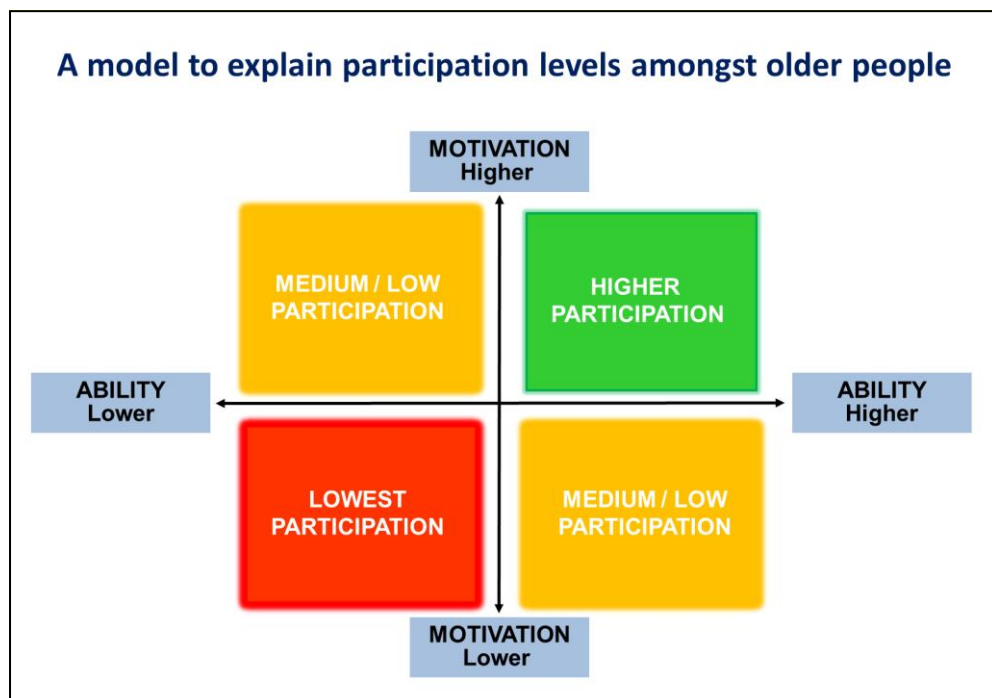 A model to explain participation levels amongst older people
MOTIVATION
Higher
MEDIUM / LOW
PARTICIPATION
HIGHER
PARTICIPATION
ABILITY
Lower
ABILITY
Higher
LOWEST
PARTICIPATION
MEDIUM / LOW
PARTICIPATION
MOTIVATION
Lower